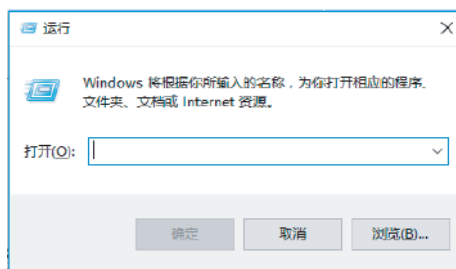 运行
Windows 将根据你所输入的名称，为你打开相应的程序、
文件夹、文档或 Internet 资源。
打开(O):
确定
取消
浏览(B)...